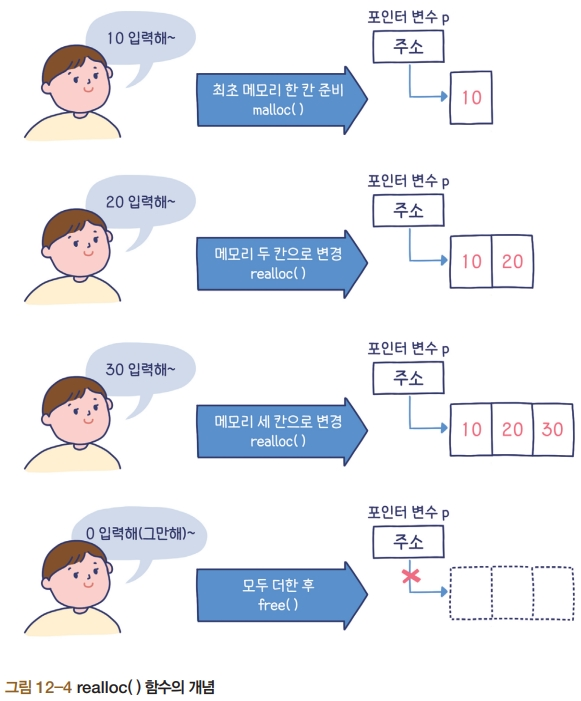 10 입력해~
최초 메모리 한 칸 준비
malloc( )
포인터 변수 p
주소
10
20 입력해~
메모리 두 칸으로 변경
realloc( )
포인터 변수 p
주소
10 20
30 입력해~
메모리 세 칸으로 변경
realloc( )
포인터 변수 p
주소
10 20 30
0 입력해(그만해)~
모두 더한 후
free( )
포인터 변수 p
주소
그림 12-4 realloc( ) 함수의 개념